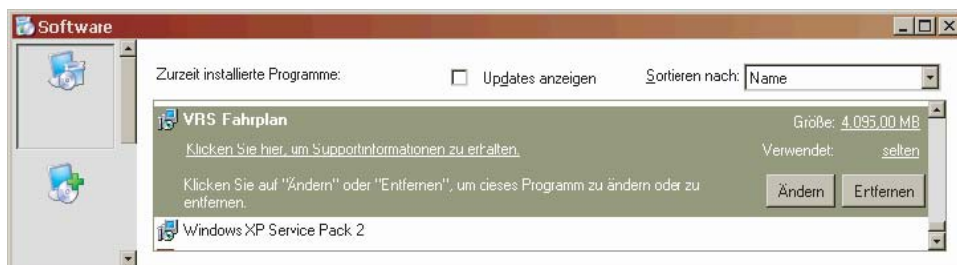 Software
Zurzeit installierte Programme: Updates anzeigen Sortieren nach: Name
VRS Fahrplan Größe: 4.095,00 MB
Klicken Sie hier, um Supportinformationen zu erhalten. Verwendet: selten
Klicken Sie auf "Ändern" oder "Entfernen", um dieses Programm zu ändern oder zu
entfernen.
Ändern Entfernen
Windows XP Service Pack 2